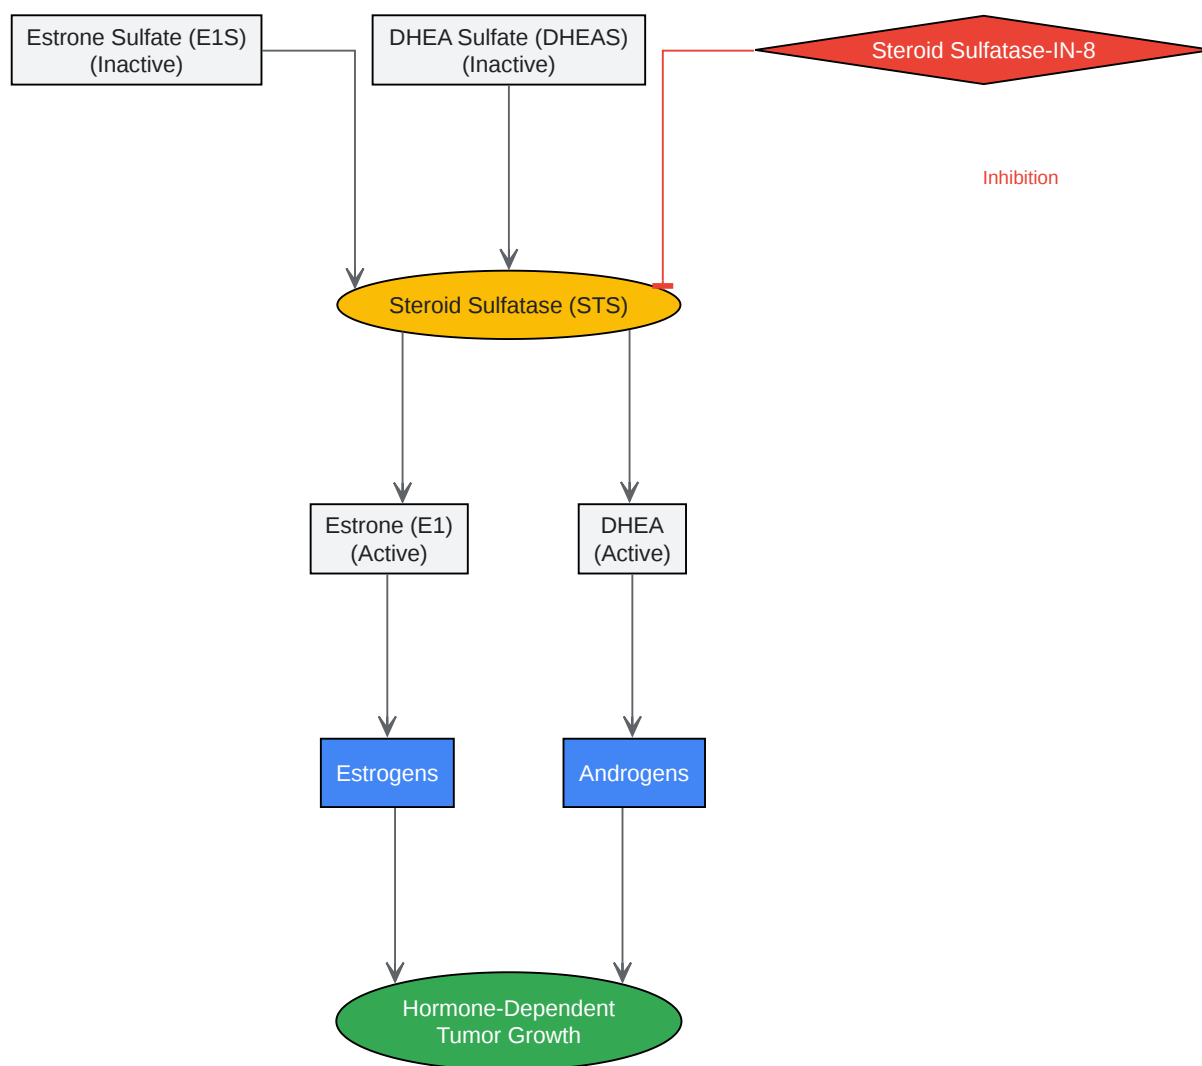 Estrone Sulfate (E1S)
(Inactive)
DHEA Sulfate (DHEAS)
(Inactive)
Steroid Sulfatase-IN-8
Inhibition
Steroid Sulfatase (STS)
Estrone (E1)
(Active)
DHEA
(Active)
Estrogens
Androgens
Hormone-Dependent
Tumor Growth